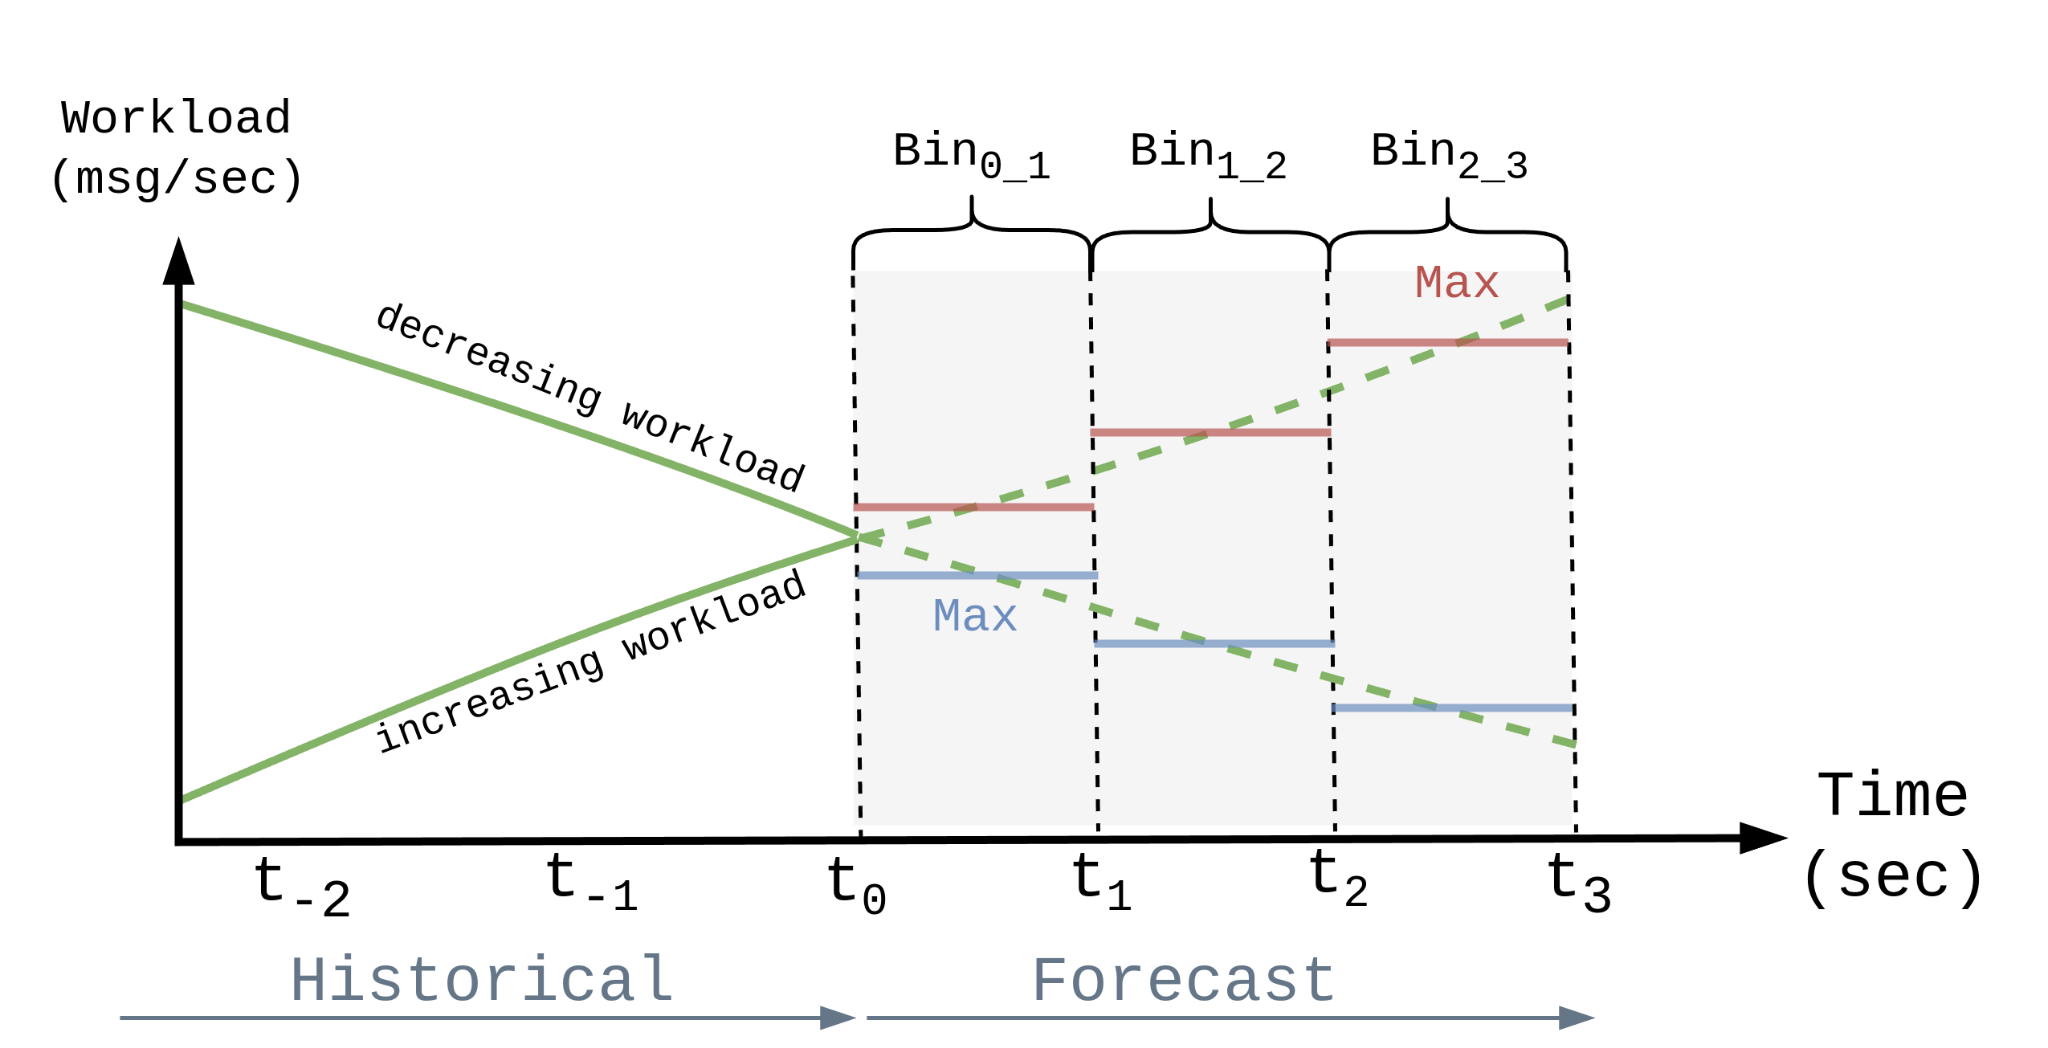 Workload
(msg/sec)
Bin0_1
Bin1_2
Bin2_3
Max
decreasing workload
increasing workload
Max
Time
(sec)
t-2
t-1
t0
t1
t2
t3
Historical
Forecast